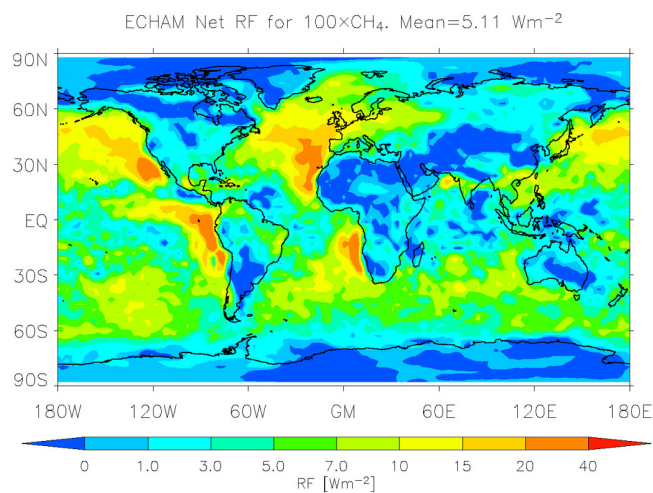 ECHAM Net RF for 100×CH₄. Mean=5.11 Wm⁻²
90N
60N
30N
EQ
30S
60S
90S
180W 120W 60W GM 60E 120E 180E
0 1.0 3.0 5.0 7.0 10 15 20 40
RF [Wm⁻²]